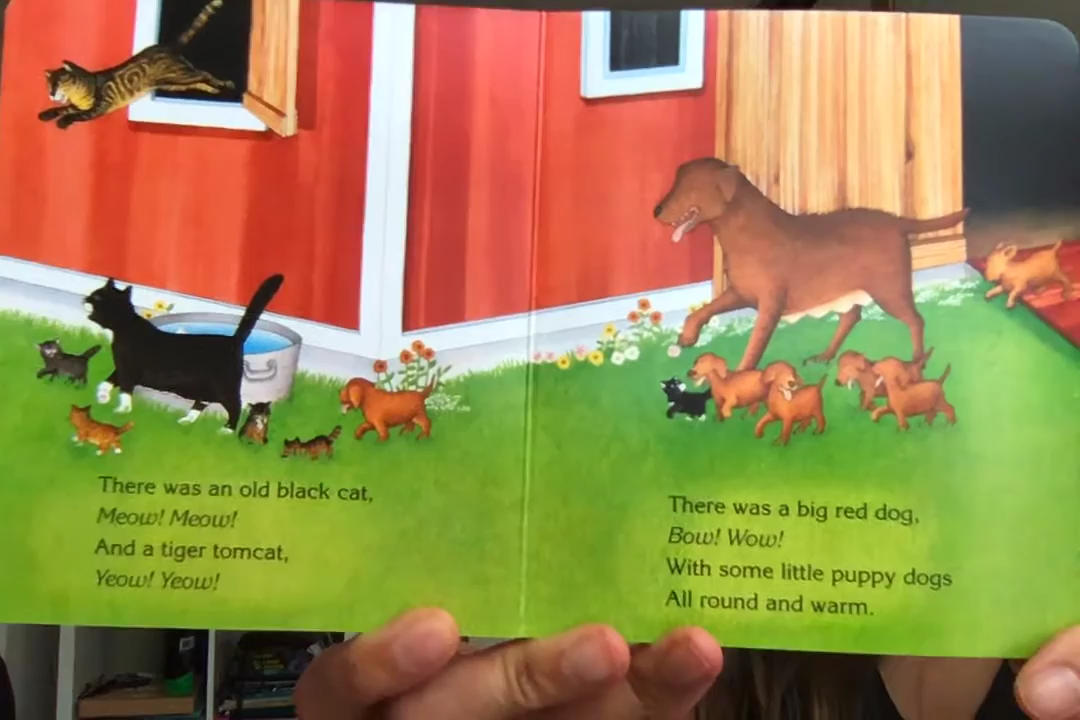 There was an old black cat,
Meow! Meow!
And a tiger tomcat,
Yeow! Yeow!
There was a big red dog,
Bow! Wow!
With some little puppy dogs
All round and warm.